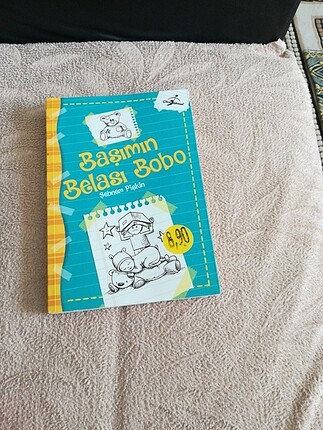 Başımın
Belası Bobo
Şebnem Pişkin
8,90